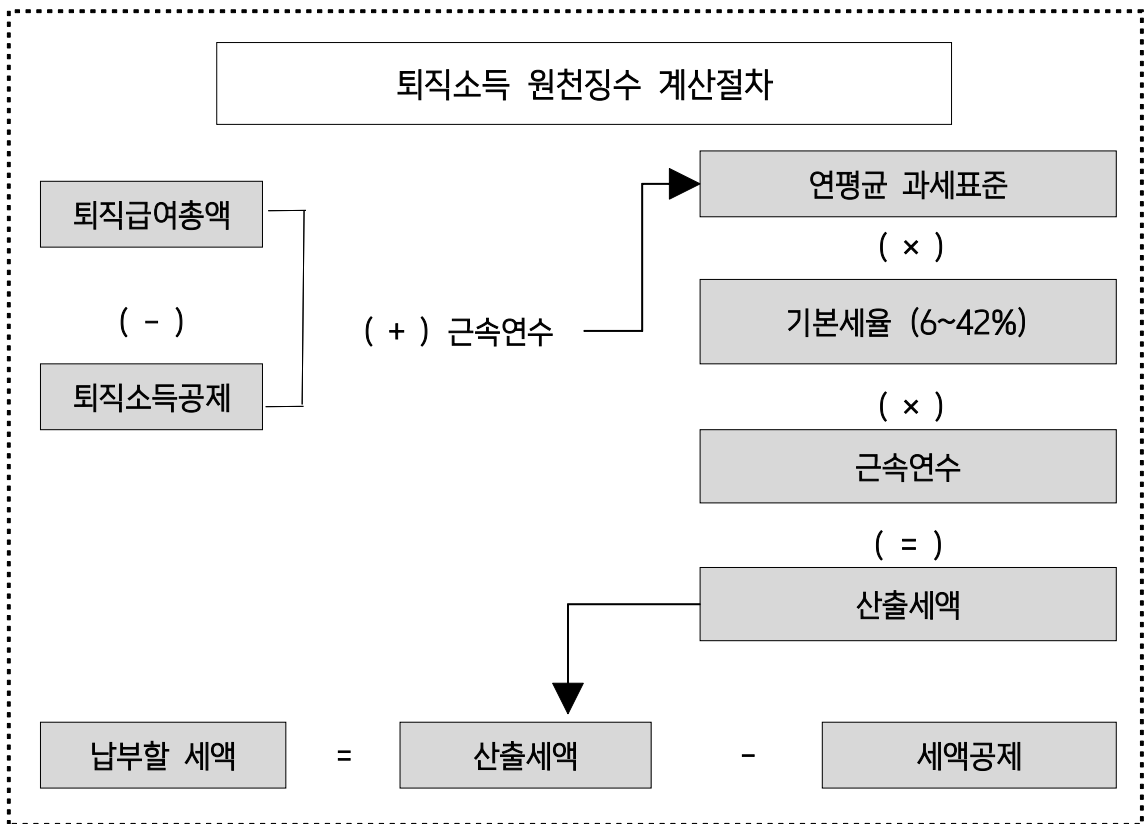 퇴직소득 원천징수 계산절차
퇴직급여총액
( - )
퇴직소득공제
( + ) 근속연수
연평균 과세표준
( × )
기본세율 (6~42%)
( × )
근속연수
( = )
산출세액
납부할 세액 = 산출세액 - 세액공제